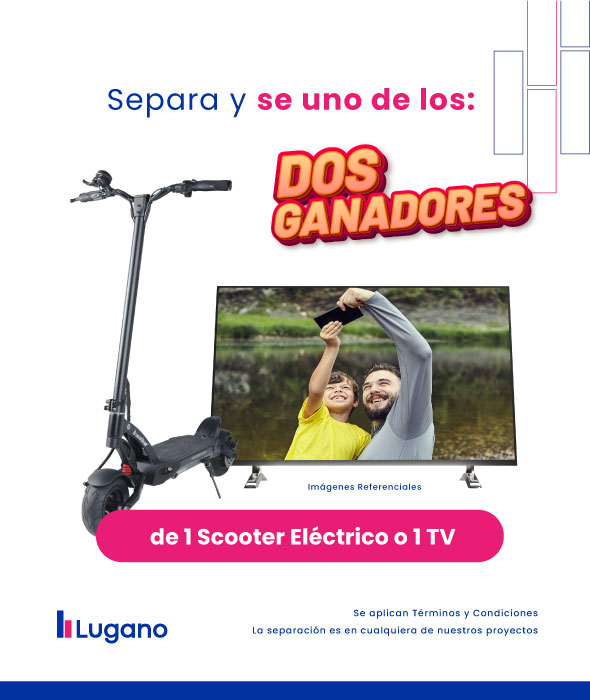 Separa y se uno de los:
DOS
GANADORES
Imágenes Referenciales
de 1 Scooter Eléctrico o 1 TV
Lugano
Se aplican Términos y Condiciones
La separación es en cualquiera de nuestros proyectos